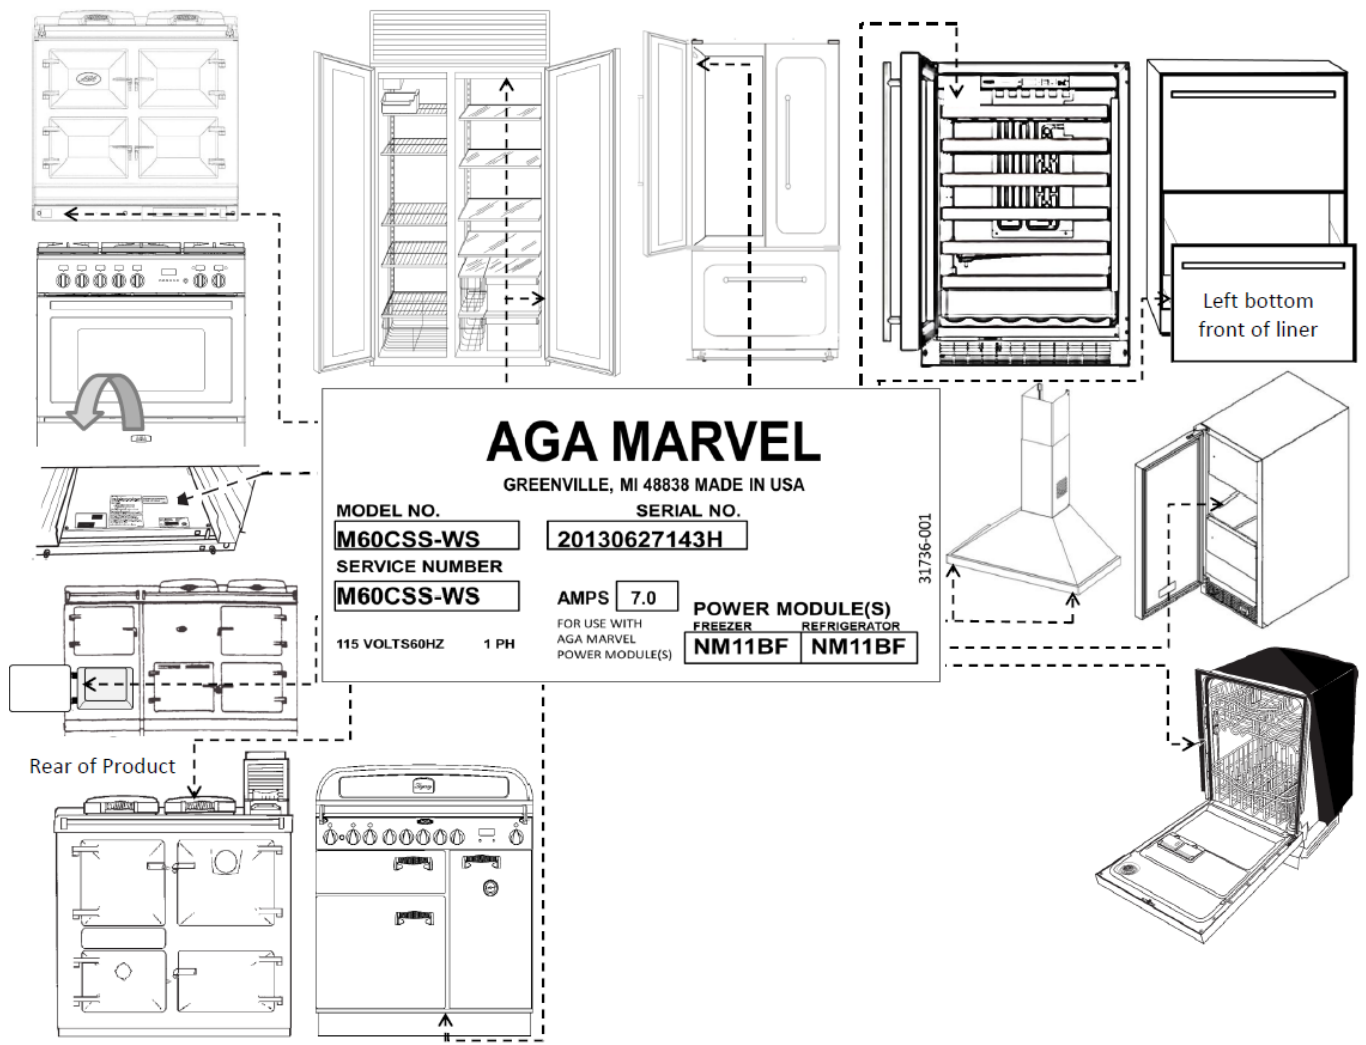 Left bottom
front of liner
AGA MARVEL
GREENVILLE, MI 48838 MADE IN USA
MODEL NO.
SERIAL NO.
M60CSS-WS
20130627143H
SERVICE NUMBER
M60CSS-WS
AMPS 7.0
FOR USE WITH
AGA MARVEL
POWER MODULE(S)
POWER MODULE(S)
FREEZER REFRIGERATOR
NM11BF NM11BF
115 VOLTS60HZ 1 PH
31736-001
Rear of Product